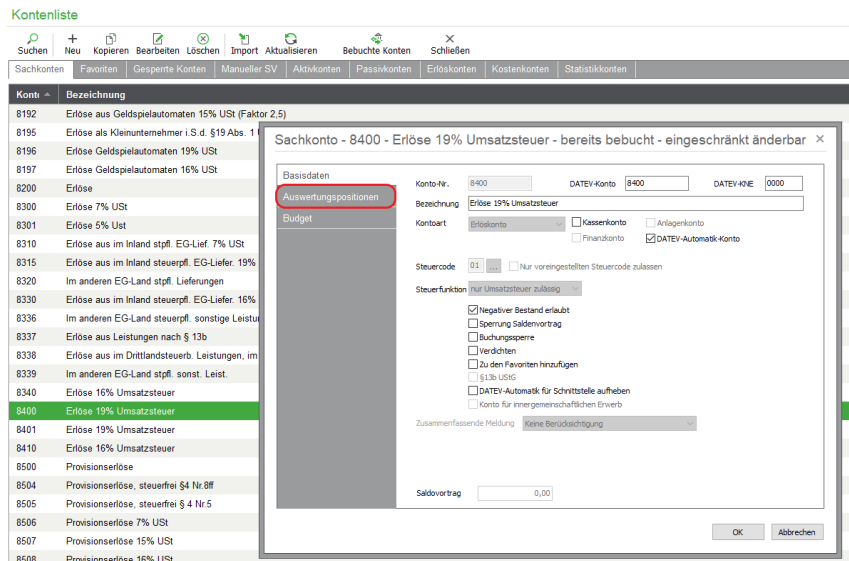 Kontenliste
Suchen Neu Kopieren Bearbeiten Löschen Import Aktualisieren Bebuchte Konten Schließen
Sachkonten Favoriten Gesperrte Konten Manueller SV Aktivkonten Passivkonten Erlöskonten Kostenkonten Statistikkonten
Konto Bezeichnung
8192 Erlöse aus Geldspielautomaten 15% USt (Faktor 2,5)
8195 Erlöse als Kleinunternehmer i.S.d. §19 Abs. 1
8196 Erlöse Geldspielautomaten 19% USt
8197 Erlöse Geldspielautomaten 16% USt
8200 Erlöse
8300 Erlöse 7% USt
8301 Erlöse 5% Ust
8310 Erlöse aus im Inland stpfl. EG-Lief. 7% USt
8315 Erlöse aus im Inland steuerpfl. EG-Liefer. 19%
8320 Im anderen EG-Land stpfl. Lieferungen
8330 Erlöse aus im Inland steuerpfl. EG-Liefer. 16%
8336 Im anderen EG-Land steuerpfl. sonstige Leistu
8337 Erlöse aus Leistungen nach § 13b
8338 Erlöse aus im Drittlandsteuerb. Leistungen, im
8339 Im anderen EG-Land stpfl. sonst. Leist.
8340 Erlöse 16% Umsatzsteuer
8400 Erlöse 19% Umsatzsteuer
8401 Erlöse 19% Umsatzsteuer
8410 Erlöse 16% Umsatzsteuer
8500 Provisionserlöse
8504 Provisionserlöse, steuerfrei §4 Nr.8ff
8505 Provisionserlöse, steuerfrei § 4 Nr.5
8506 Provisionserlöse 7% USt
8507 Provisionserlöse 15% USt
8508 Provisionserlöse 16% USt
Sachkonto - 8400 - Erlöse 19% Umsatzsteuer - bereits bebucht - eingeschränkt änderbar
Basisdaten
Auswertungspositionen
Budget
Konto-Nr. 8400 DATEV-Konto 8400 DATEV-KNE 0000
Bezeichnung Erlöse 19% Umsatzsteuer
Kontoart Erlöskonto Kassenkonto Anlagenkonto
Finanzkonto DATEV-Automatik-Konto
Steuercode 01 ... Nur voreingestellten Steuercode zulassen
Steuerfunktion nur Umsatzsteuer zulässig
Negativer Bestand erlaubt
Sperrung Saldenvortrag
Buchungssperre
Verdichten
Zu den Favoriten hinzufügen
§13b UStG
DATEV-Automatik für Schnittstelle aufheben
Konto für innergemeinschaftlichen Erwerb
Zusammenfassende Meldung Keine Berücksichtigung
Saldovortrag 0,00
OK Abbrechen